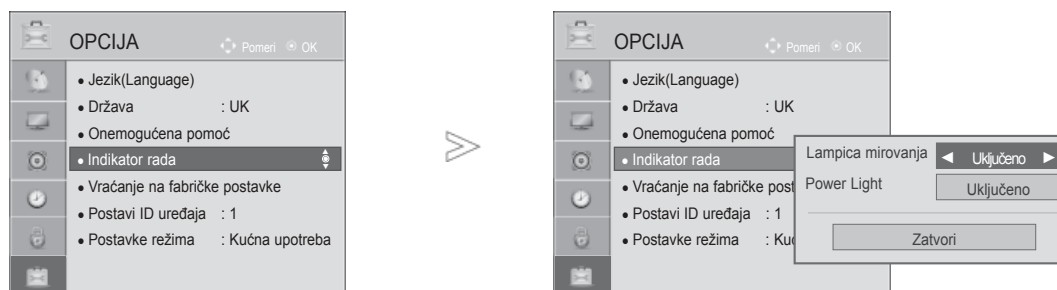 OPCIJA Pomeri OK
Jezik(Language)
Država : UK
Onemogućena pomoć
Indikator rada
Vraćanje na fabričke postavke
Postavi ID uređaja : 1
Postavke režima : Kućna upotreba
OPCIJA Pomeri OK
Jezik(Language)
Država : UK
Onemogućena pomoć
Indikator rada
Vraćanje na fabričke post
Postavi ID uređaja : 1
Postavke režima : Kuć
Lampica mirovanja ◄ Uključeno ►
Power Light Uključeno
Zatvori